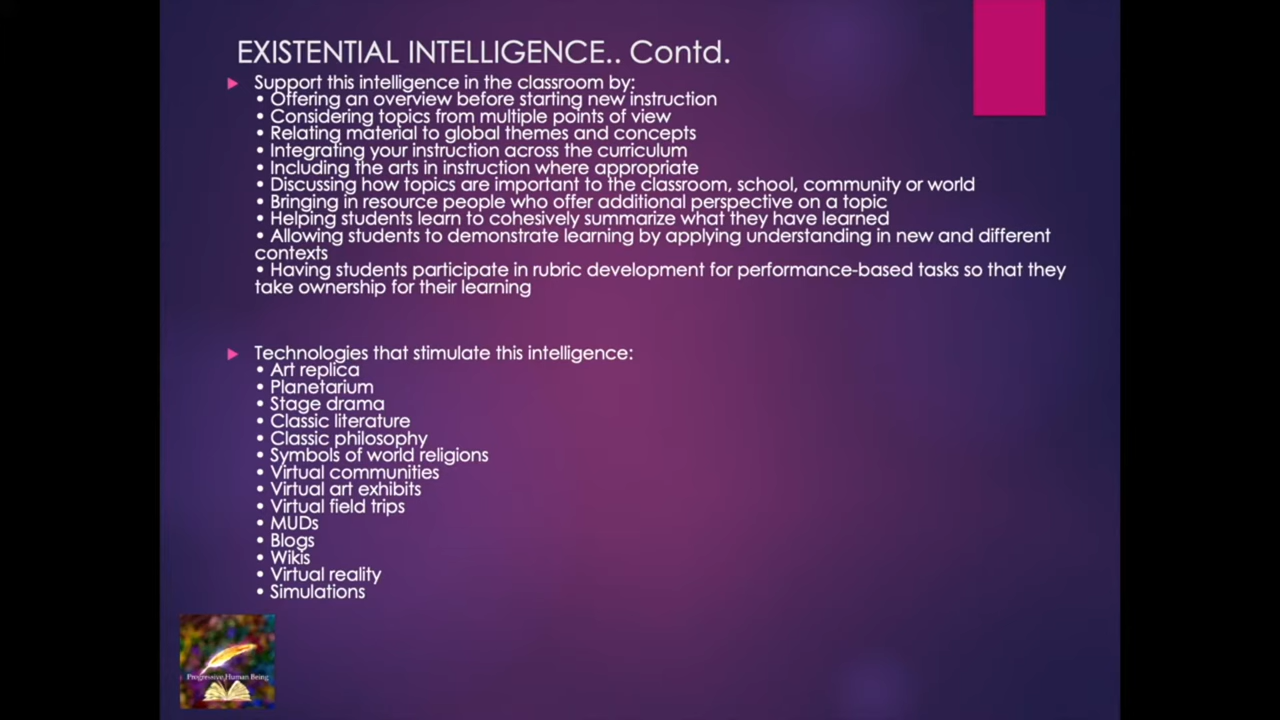 EXISTENTIAL INTELLIGENCE.. Contd.
Support this intelligence in the classroom by:
• Offering an overview before starting new instruction
• Considering topics from multiple points of view
• Relating material to global themes and concepts
• Integrating your instruction across the curriculum
• Including the arts in instruction where appropriate
• Discussing how topics are important to the classroom, school, community or world
• Bringing in resource people who offer additional perspective on a topic
• Helping students learn to cohesively summarize what they have learned
• Allowing students to demonstrate learning by applying understanding in new and different
contexts
• Having students participate in rubric development for performance-based tasks so that they
take ownership for their learning
Technologies that stimulate this intelligence:
• Art replica
• Planetarium
• Stage drama
• Classic literature
• Classic philosophy
• Symbols of world religions
• Virtual communities
• Virtual art exhibits
• Virtual field trips
• MUDs
• Blogs
• Wikis
• Virtual reality
• Simulations
Progressive Human Being